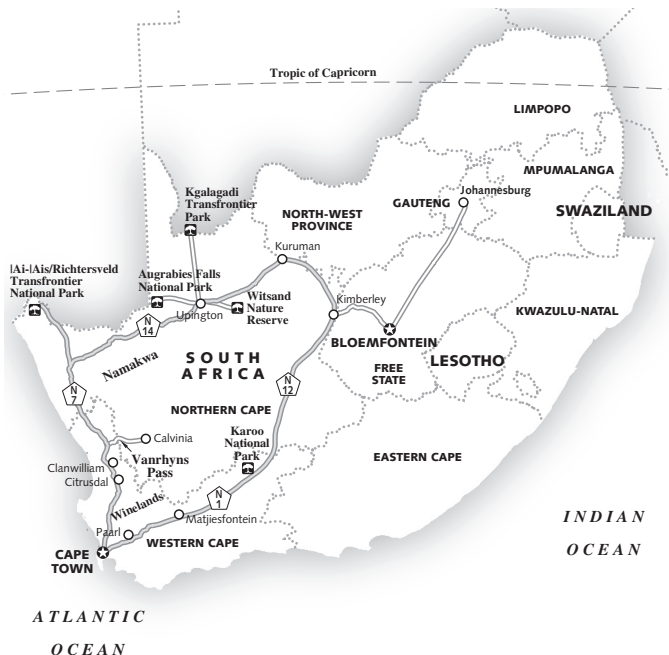 Tropic of Capricorn
LIMPOPO
MPUMALANGA
Kgalagadi
Transfrontier
Park
Johannesburg
GAUTENG
NORTH-WEST
PROVINCE
SWAZILAND
Kuruman
|Ai-|Ais/Richtersveld
Transfrontier
National Park
Augrabies Falls
National Park
Witsand
Nature
Reserve
Kimberley
Upington
KWAZULU-NATAL
N
14
BLOEMFONTEIN
Namakwa
SOUTH
AFRICA
LESOTHO
FREE
STATE
N
7
N
12
NORTHERN CAPE
Karoo
National
Park
Calvinia
Vanrhyns
Pass
EASTERN CAPE
Clanwilliam
Citrusdal
Winelands
N
1
Matjiesfontein
Paarl
WESTERN CAPE
CAPE
TOWN
INDIAN
OCEAN
ATLANTIC
OCEAN